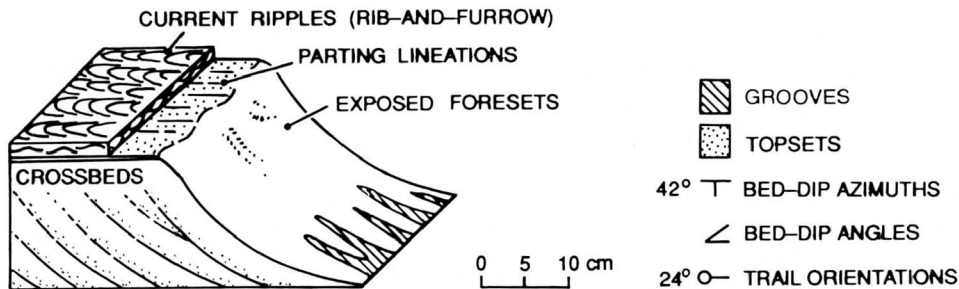 CURRENT RIPPLES (RIB–AND–FURROW)
PARTING LINEATIONS
EXPOSED FORESETS
CROSSBEDS
0 5 10 cm
GROOVES
TOPSETS
42° BED–DIP AZIMUTHS
BED–DIP ANGLES
24° TRAIL ORIENTATIONS